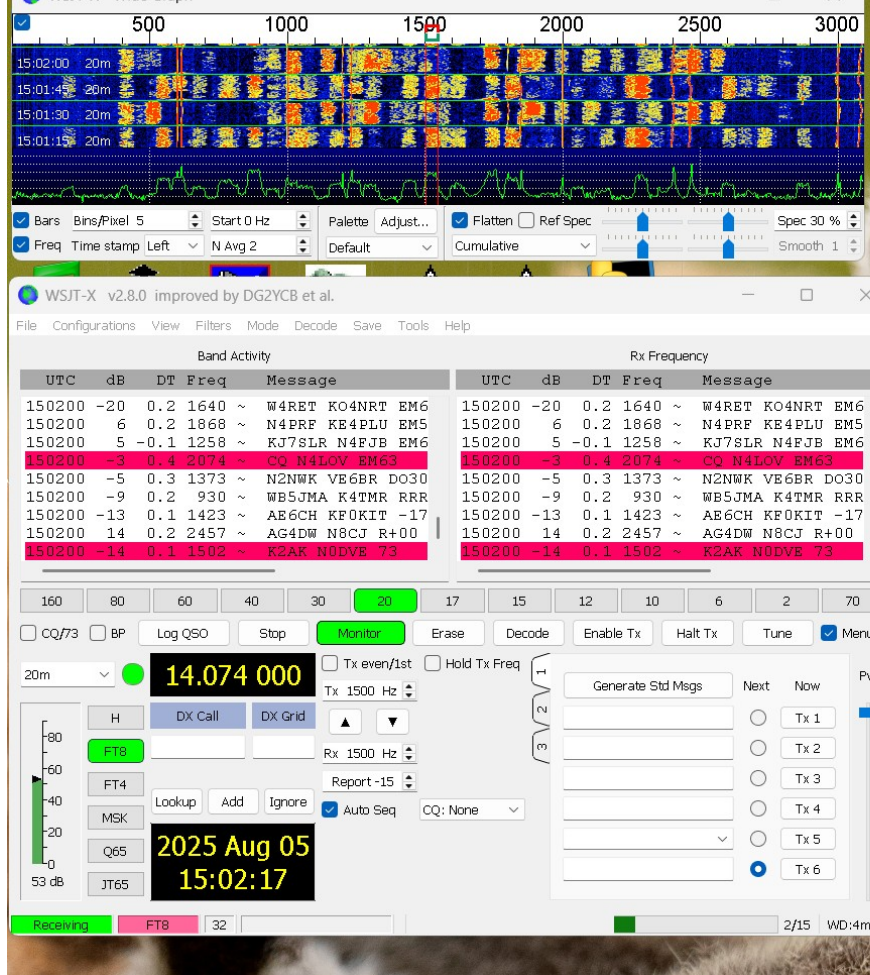 500 1000 1500 2000 2500 3000
15:02:00 20m
15:01:45 20m
15:01:30 20m
15:01:15 20m
Bars Bins/Pixel 5 Start 0 Hz Palette Adjust... Flatten Ref Spec Spec 30 %
Freq Time stamp Left N Avg 2 Default Cumulative Smooth 1
WSJT-X v2.8.0 improved by DG2YCB et al.
File Configurations View Filters Mode Decode Save Tools Help
Band Activity Rx Frequency
UTC dB DT Freq Message UTC dB DT Freq Message
150200 -20 0.2 1640 ~ W4RET KO4NRT EM6 150200 -20 0.2 1640 ~ W4RET KO4NRT EM6
150200 6 0.2 1868 ~ N4PRF KE4PLU EM5 150200 6 0.2 1868 ~ N4PRF KE4PLU EM5
150200 5 -0.1 1258 ~ KJ7SLR N4FJB EM6 150200 5 -0.1 1258 ~ KJ7SLR N4FJB EM6
150200 -3 0.4 2074 ~ CQ N4LOV EM63 150200 -3 0.4 2074 ~ CQ N4LOV EM63
150200 -5 0.3 1373 ~ N2NWK VE6BR DO30 150200 -5 0.3 1373 ~ N2NWK VE6BR DO30
150200 -9 0.2 930 ~ WB5JMA K4TMR RRR 150200 -9 0.2 930 ~ WB5JMA K4TMR RRR
150200 -13 0.1 1423 ~ AE6CH KF0KIT -17 150200 -13 0.1 1423 ~ AE6CH KF0KIT -17
150200 14 0.2 2457 ~ AG4DW N8CJ R+00 150200 14 0.2 2457 ~ AG4DW N8CJ R+00
150200 -14 0.1 1502 ~ K2AK N0DVE 73 150200 -14 0.1 1502 ~ K2AK N0DVE 73
160 80 60 40 30 20 17 15 12 10 6 2 70
CQf73 BP Log QSO Stop Monitor Erase Decode Enable Tx Halt Tx Tune Menu
20m 14.074 000 Tx even/1st Hold Tx Freq
Tx 1500 Hz
1 2 3
Generate Std Msgs Next Now
H DX Call DX Grid Tx 1
FT8 Rx 1500 Hz Tx 2
FT4 Report -15 Tx 3
Lookup Add Ignore Auto Seq CQ: None
MSK Tx 4
Q65 2025 Aug 05 Tx 5
JT65 15:02:17 Tx 6
-80
-60
-40
-20
-0
53 dB
Receiving FT8 32 2/15 WD:4m